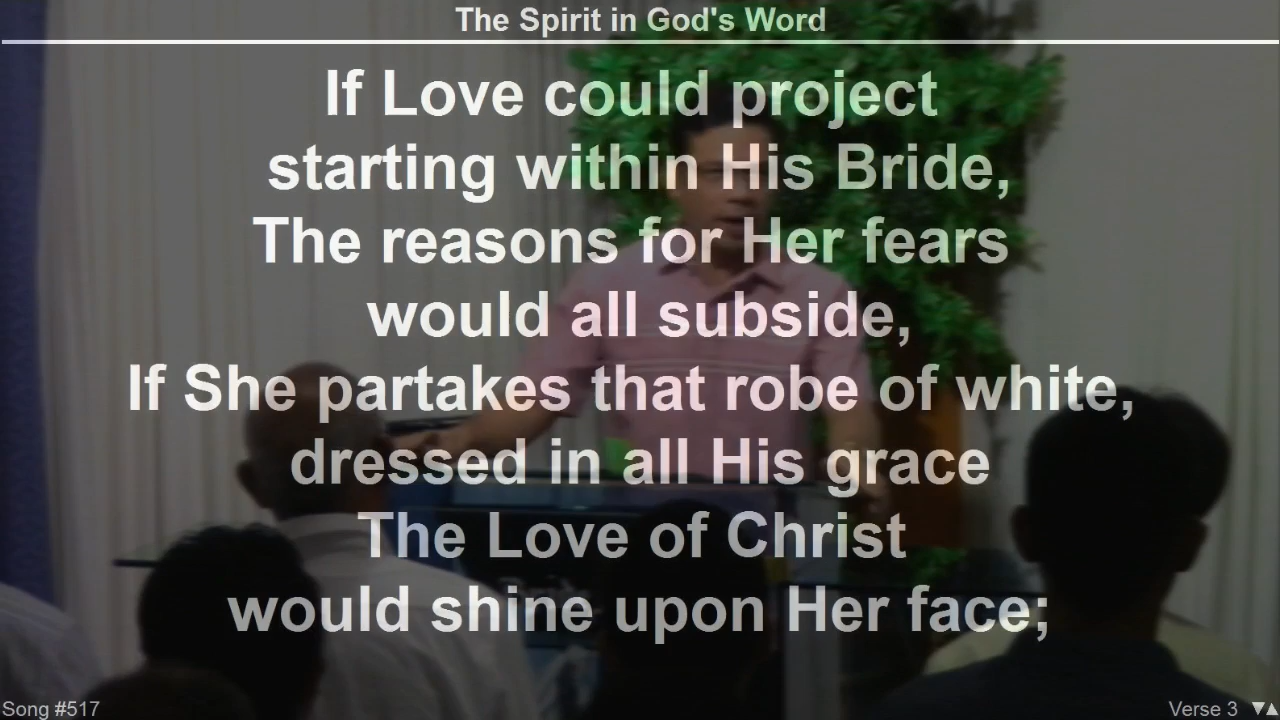 The Spirit in God's Word
If Love could project
starting within His Bride,
The reasons for Her fears
would all subside,
If She partakes that robe of white,
dressed in all His grace
The Love of Christ
would shine upon Her face;
Song #517
Verse 3 ▼▲